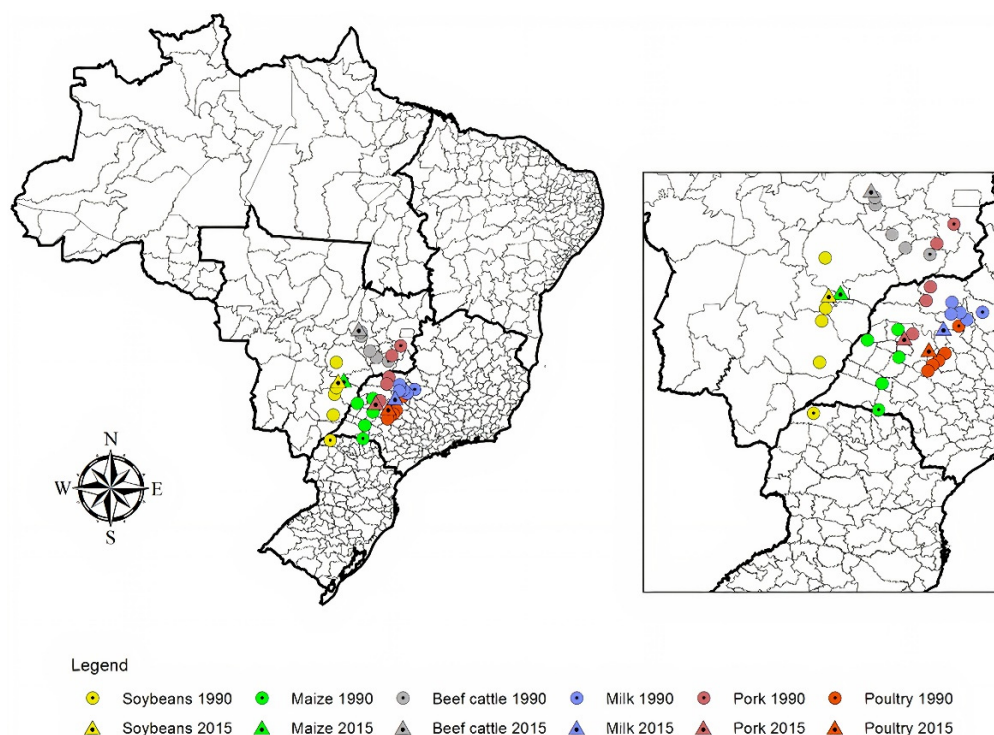 N
W E
S
Legend
Soybeans 1990 Maize 1990 Beef cattle 1990 Milk 1990 Pork 1990 Poultry 1990
Soybeans 2015 Maize 2015 Beef cattle 2015 Milk 2015 Pork 2015 Poultry 2015